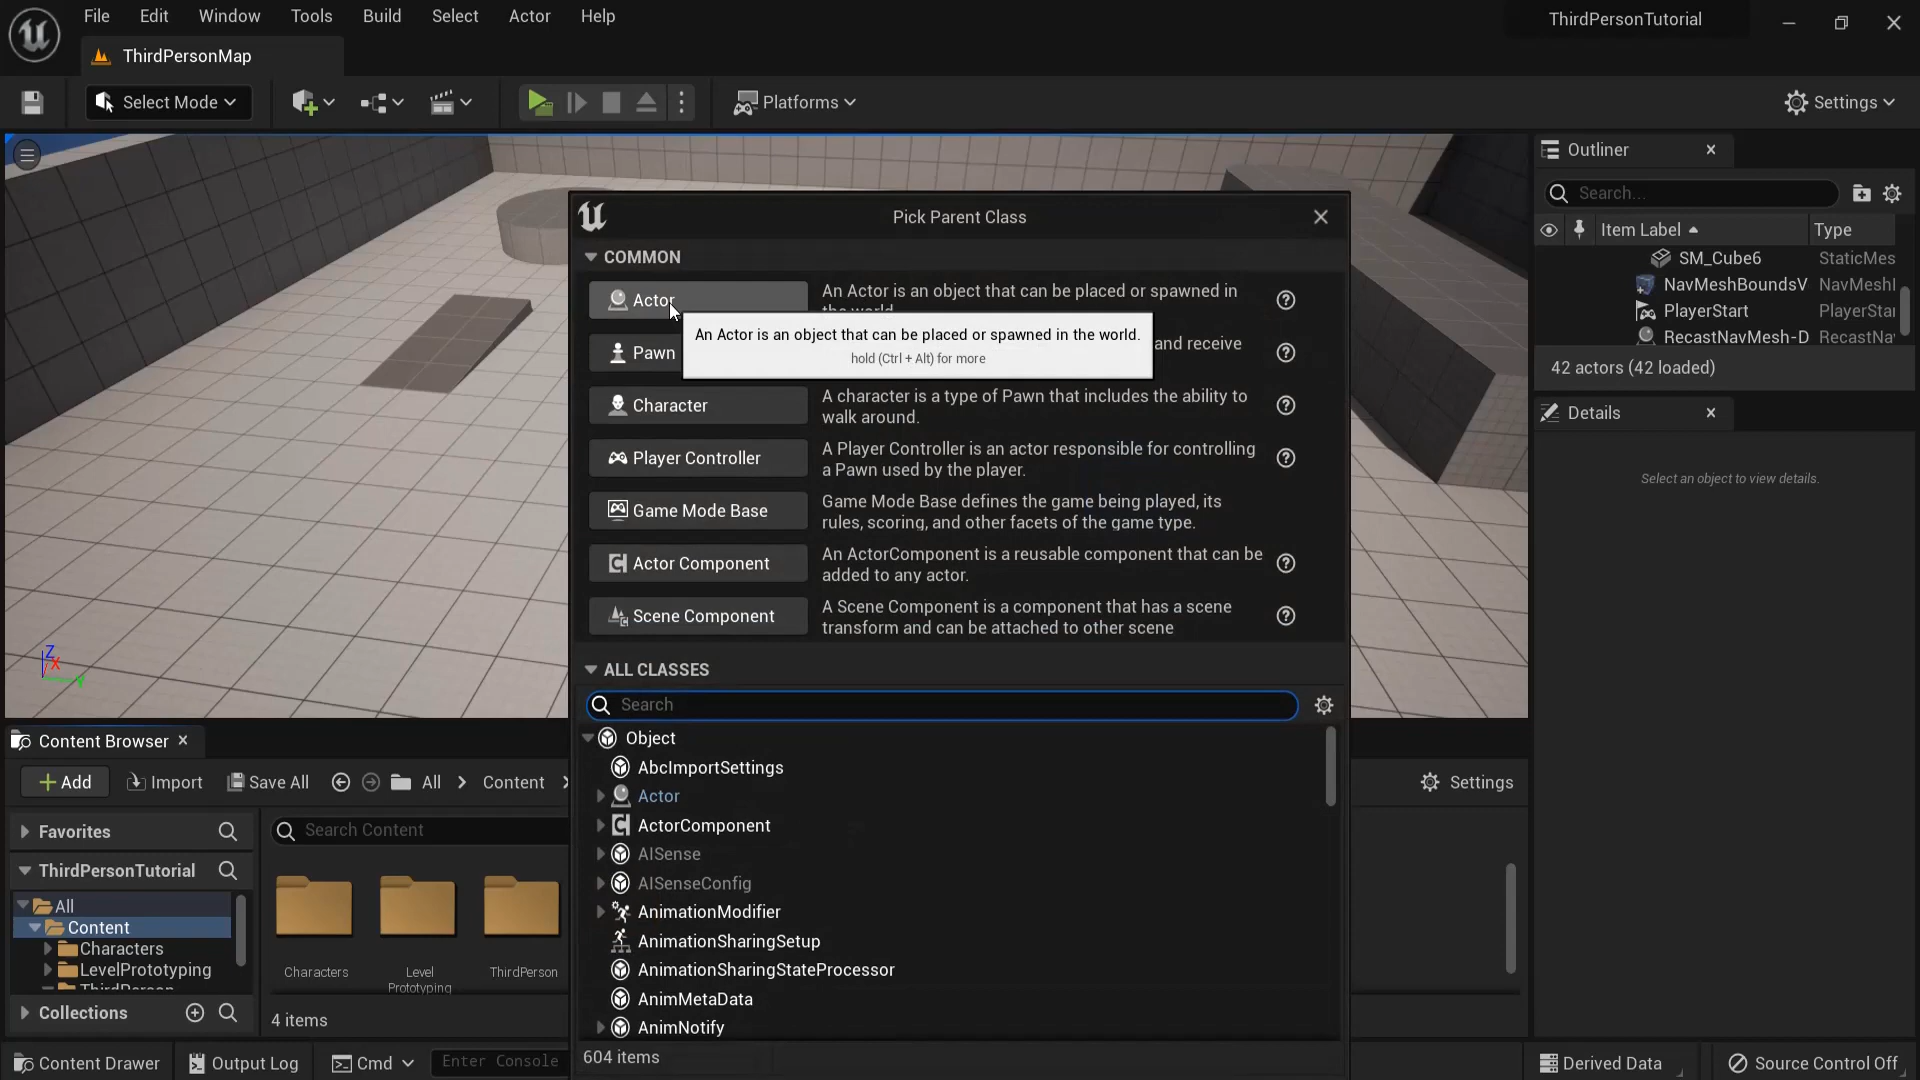 File Edit Window Tools Build Select Actor Help
ThirdPersonTutorial
ThirdPersonMap
Select Mode
Platforms
Settings
Outliner
Search...
Item Label
Type
SM_Cube6
StaticMes
NavMeshBoundsV
NavMeshI
PlayerStart
PlayerStar
RecastNavMesh-D
RecastNav
42 actors (42 loaded)
Details
Select an object to view details.
Pick Parent Class
COMMON
Actor
An Actor is an object that can be placed or spawned in
the world.
An Actor is an object that can be placed or spawned in the world.
hold (Ctrl + Alt) for more
Pawn
and receive
Character
A character is a type of Pawn that includes the ability to
walk around.
Player Controller
A Player Controller is an actor responsible for controlling
a Pawn used by the player.
Game Mode Base
Game Mode Base defines the game being played, its
rules, scoring, and other facets of the game type.
Actor Component
An ActorComponent is a reusable component that can be
added to any actor.
Scene Component
A Scene Component is a component that has a scene
transform and can be attached to other scene
ALL CLASSES
Search
Object
AbcImportSettings
Actor
ActorComponent
AISense
AISenseConfig
AnimationModifier
AnimationSharingSetup
AnimationSharingStateProcessor
AnimMetaData
AnimNotify
604 items
Z
X
Y
Content Browser
Add
Import
Save All
All
Content
Settings
Favorites
Search Content
ThirdPersonTutorial
All
Content
Characters
LevelPrototyping
ThirdPerson
Collections
Characters
Level
Prototyping
ThirdPerson
4 items
Content Drawer
Output Log
Cmd
Enter Console
Derived Data
Source Control Off